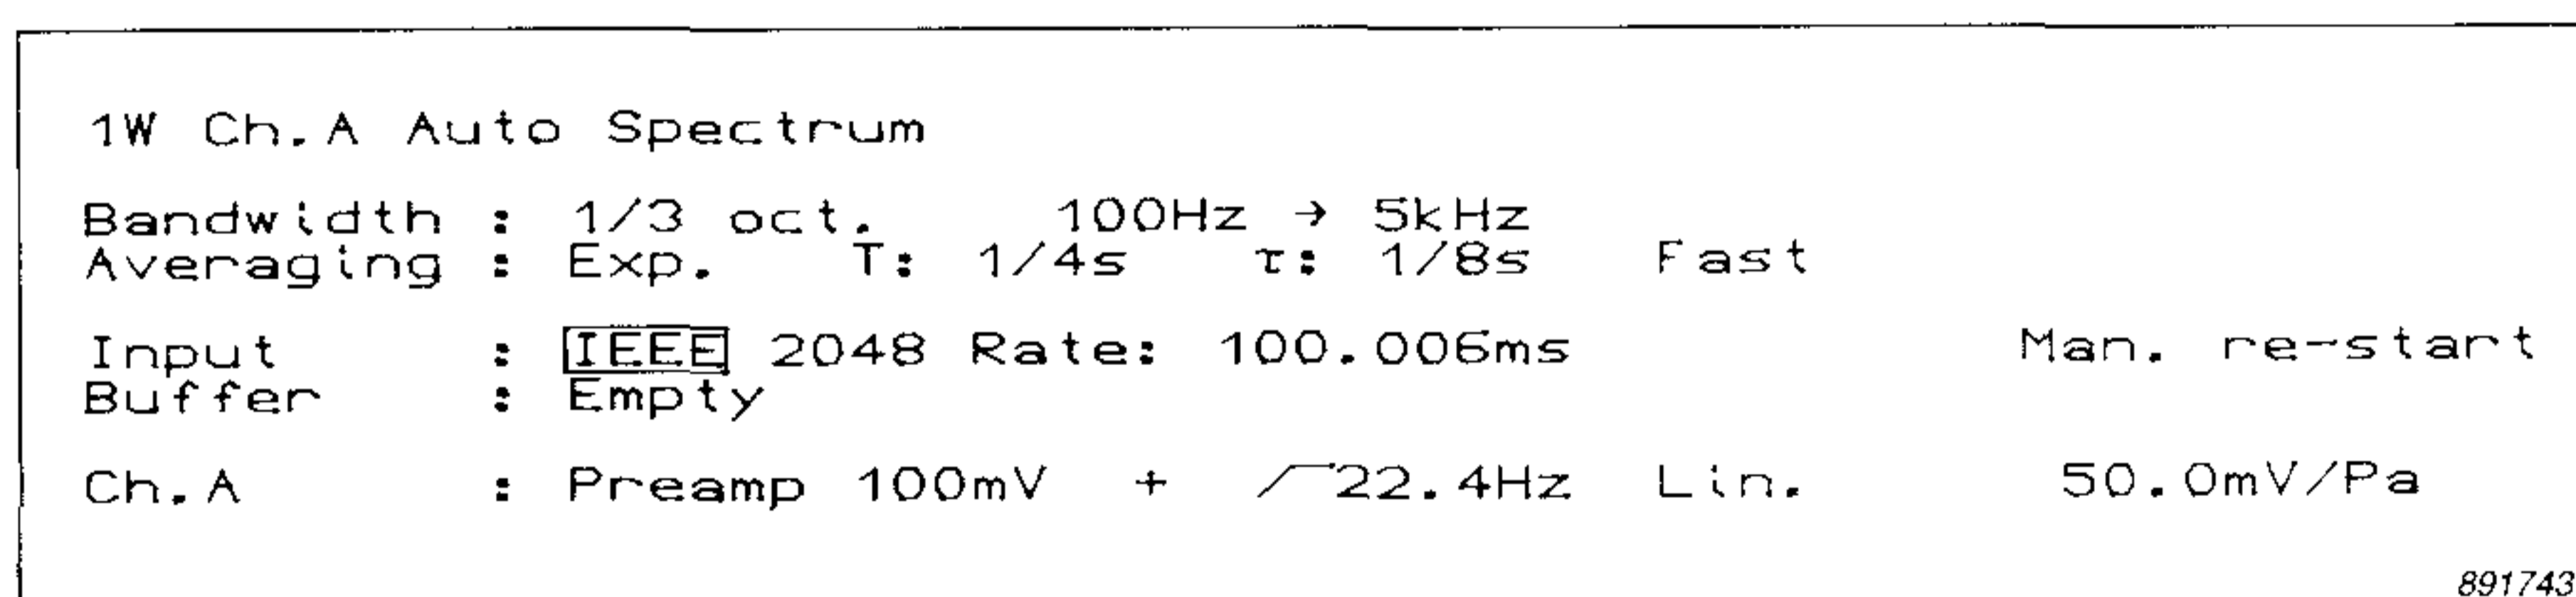 1W Ch.A Auto Spectrum
Bandwidth : 1/3 oct. 100Hz → 5kHz
Averaging : Exp. T: 1/4s τ: 1/8s Fast
Input : IEEE 2048 Rate: 100.006ms Man. re-start
Buffer : Empty
Ch.A : Preamp 100mV + 22.4Hz Lin. 50.0mV/Pa
891743